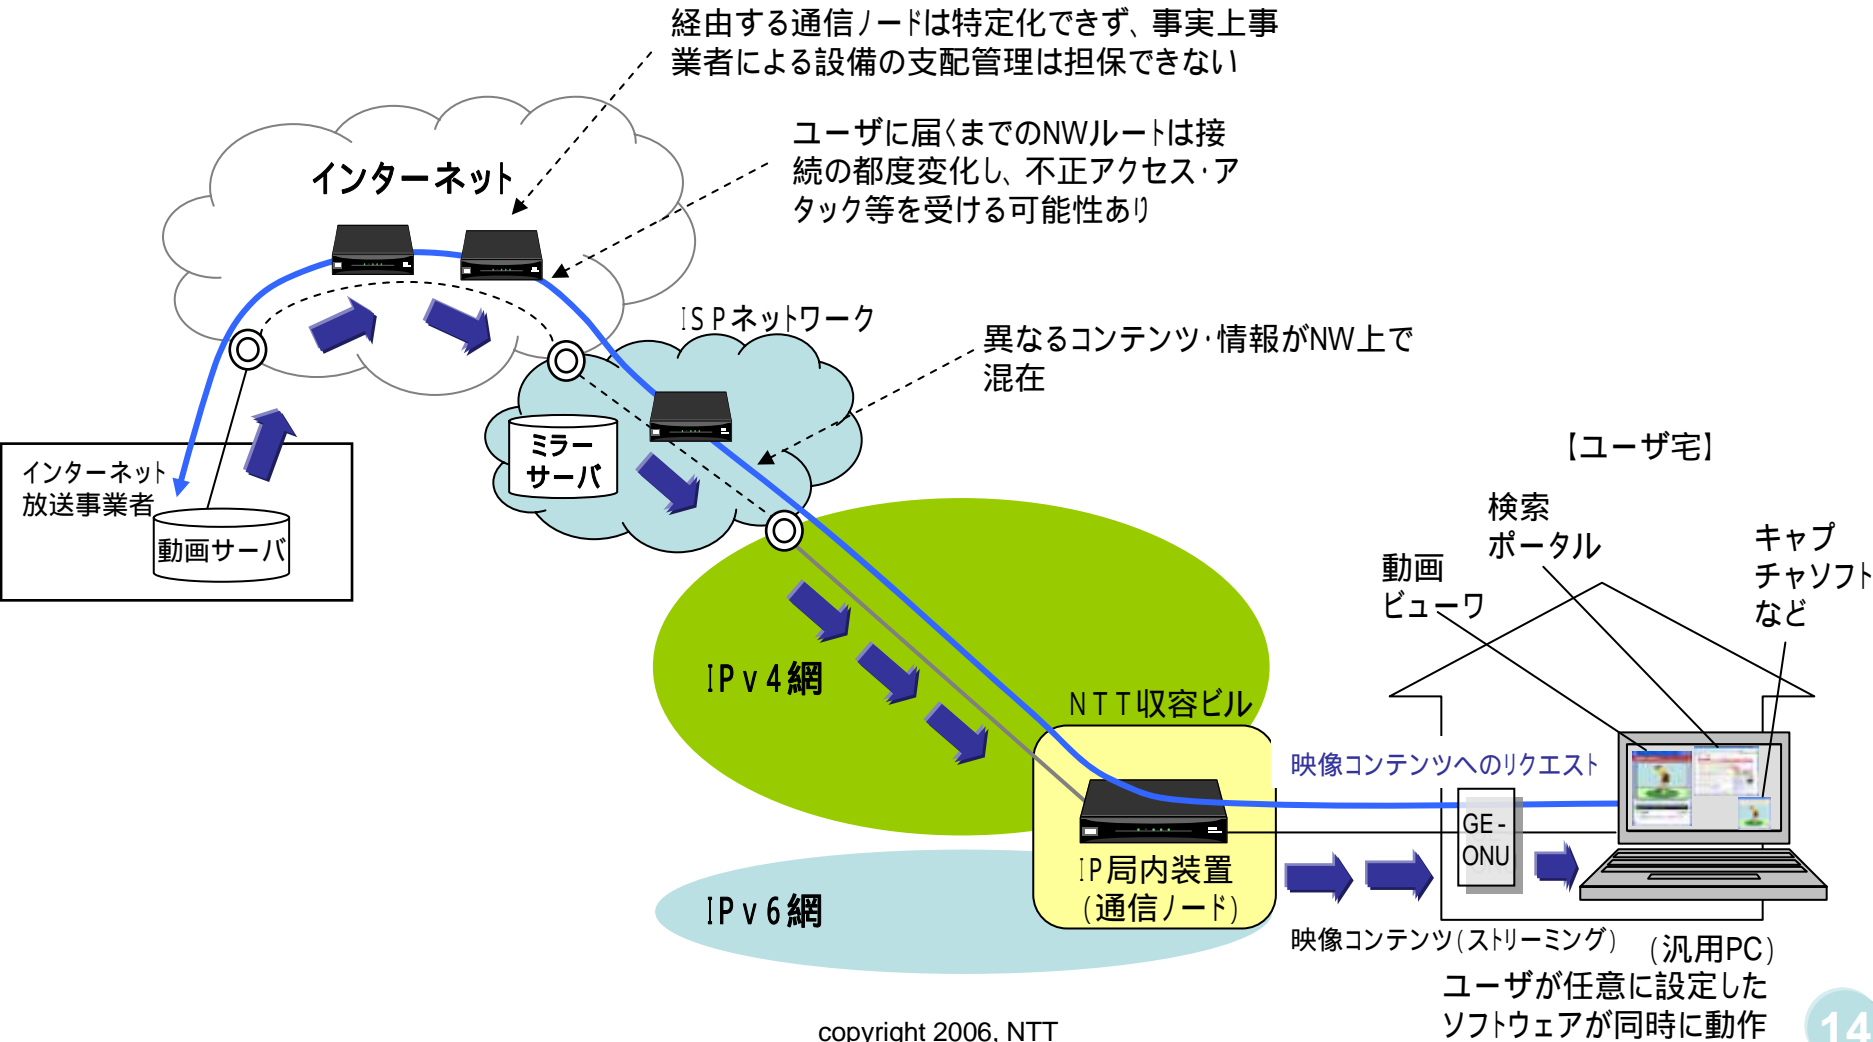 経由する通信ノードは特定化できず、事実上事
業者による設備の支配管理は担保できない
ユーザに届くまでのNWルートは接
続の都度変化し、不正アクセス・ア
タック等を受ける可能性あり
インターネット
ISPネットワーク
異なるコンテンツ・情報がNW上で
混在
ミラー
サーバ
インターネット
放送事業者
動画サーバ
【ユーザ宅】
検索
ポータル
動画
ビューワ
キャプ
チャソフト
など
IPv4網
NTT収容ビル
映像コンテンツへのリクエスト
GE-
ONU
IP局内装置
(通信ノード)
IPv6網
映像コンテンツ(ストリーミング)
(汎用PC)
ユーザが任意に設定した
ソフトウェアが同時に動作
copyright 2006, NTT
14